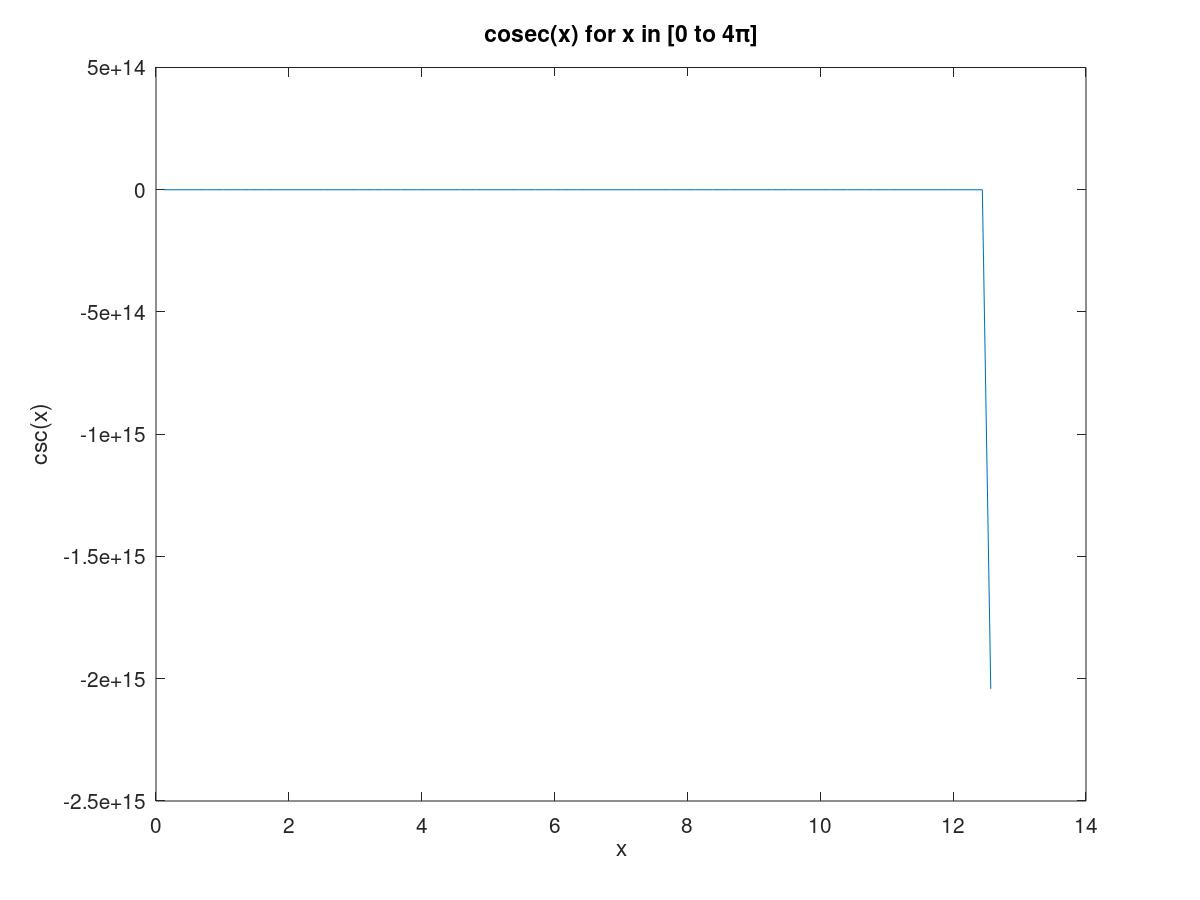 cosec(x) for x in [0 to 4π]
5e+14
0
-5e+14
-1e+15
-1.5e+15
-2e+15
-2.5e+15
csc(x)
0 2 4 6 8 10 12 14
x